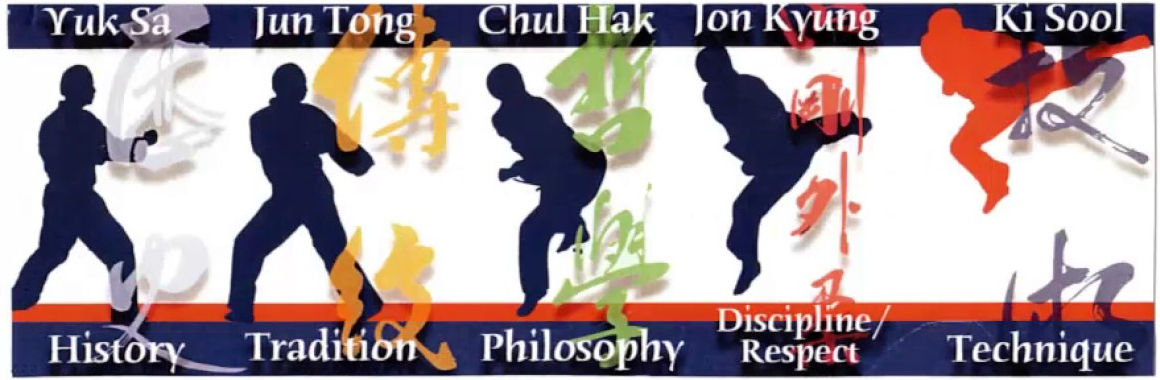 Yuk Sa
Jun Tong
Chul Hak
Jon Kyung
Ki Sool
歷史
傳統
哲學
內剛外柔
技術
History
Tradition
Philosophy
Discipline/
Respect
Technique